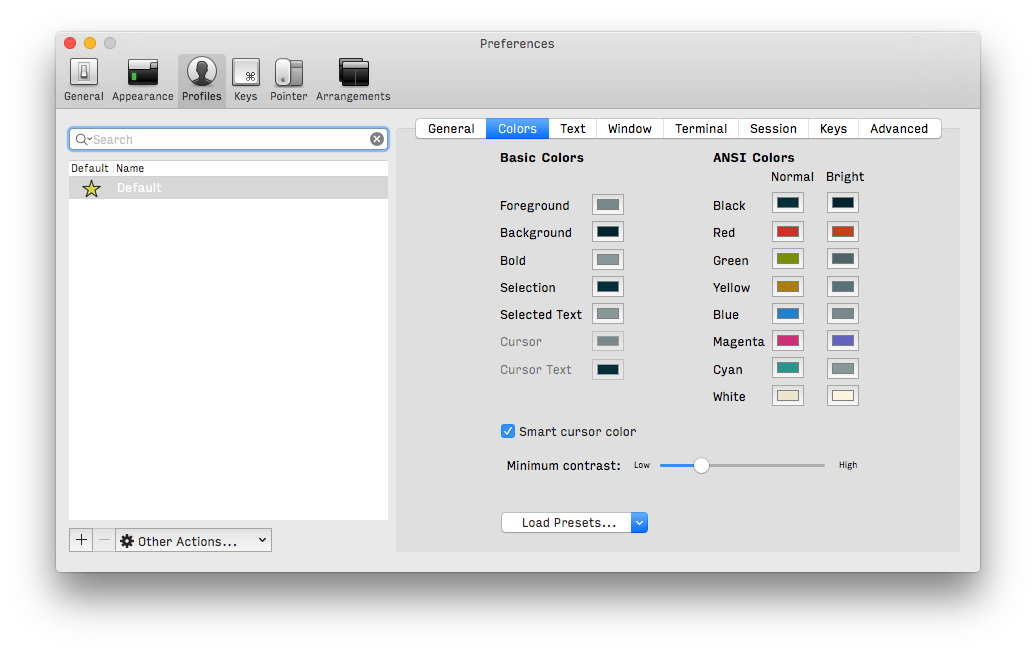 Preferences
General Appearance Profiles Keys Pointer Arrangements
Search
Default Name
Default
Other Actions...
General Colors Text Window Terminal Session Keys Advanced
Basic Colors
Foreground
Background
Bold
Selection
Selected Text
Cursor
Cursor Text
ANSI Colors
Normal Bright
Black
Red
Green
Yellow
Blue
Magenta
Cyan
White
Smart cursor color
Minimum contrast: Low High
Load Presets...